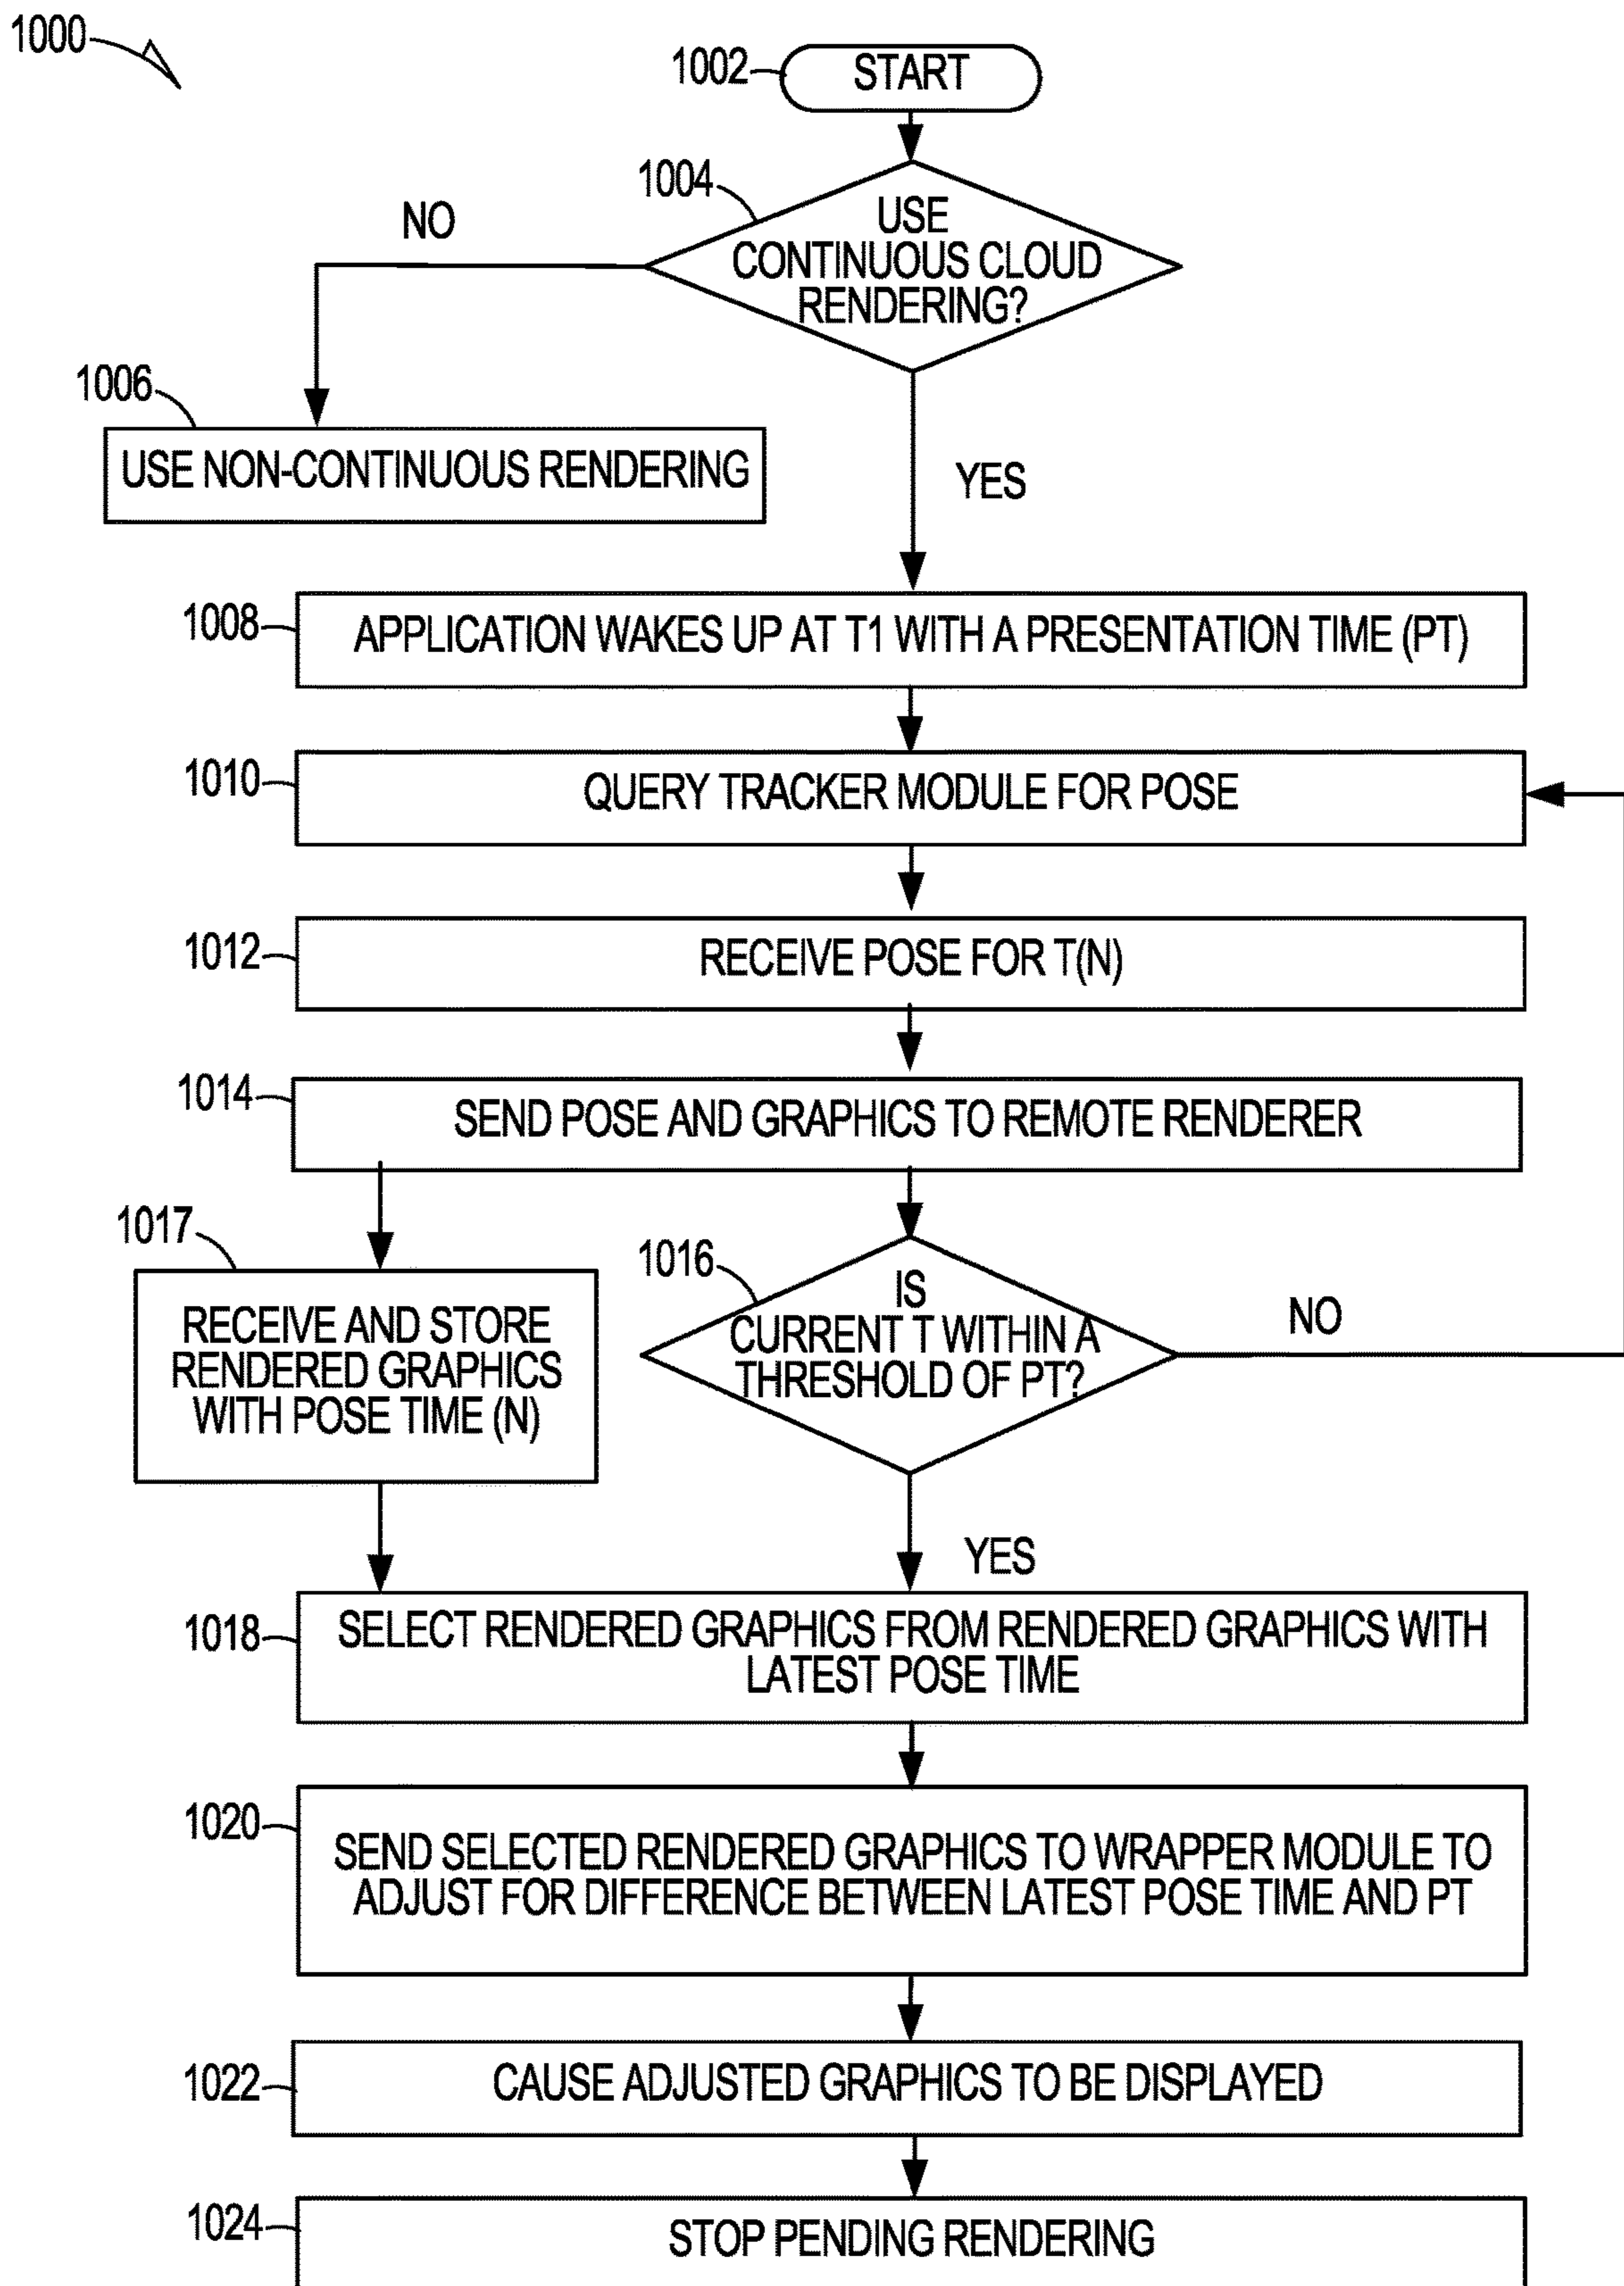 1000
1002
START
1004
USE
CONTINUOUS CLOUD
RENDERING?
NO
1006
USE NON-CONTINUOUS RENDERING
YES
1008
APPLICATION WAKES UP AT T1 WITH A PRESENTATION TIME (PT)
1010
QUERY TRACKER MODULE FOR POSE
1012
RECEIVE POSE FOR T(N)
1014
SEND POSE AND GRAPHICS TO REMOTE RENDERER
1017
RECEIVE AND STORE
RENDERED GRAPHICS
WITH POSE TIME (N)
1016
IS
CURRENT T WITHIN A
THRESHOLD OF PT?
NO
YES
1018
SELECT RENDERED GRAPHICS FROM RENDERED GRAPHICS WITH
LATEST POSE TIME
1020
SEND SELECTED RENDERED GRAPHICS TO WRAPPER MODULE TO
ADJUST FOR DIFFERENCE BETWEEN LATEST POSE TIME AND PT
1022
CAUSE ADJUSTED GRAPHICS TO BE DISPLAYED
1024
STOP PENDING RENDERING